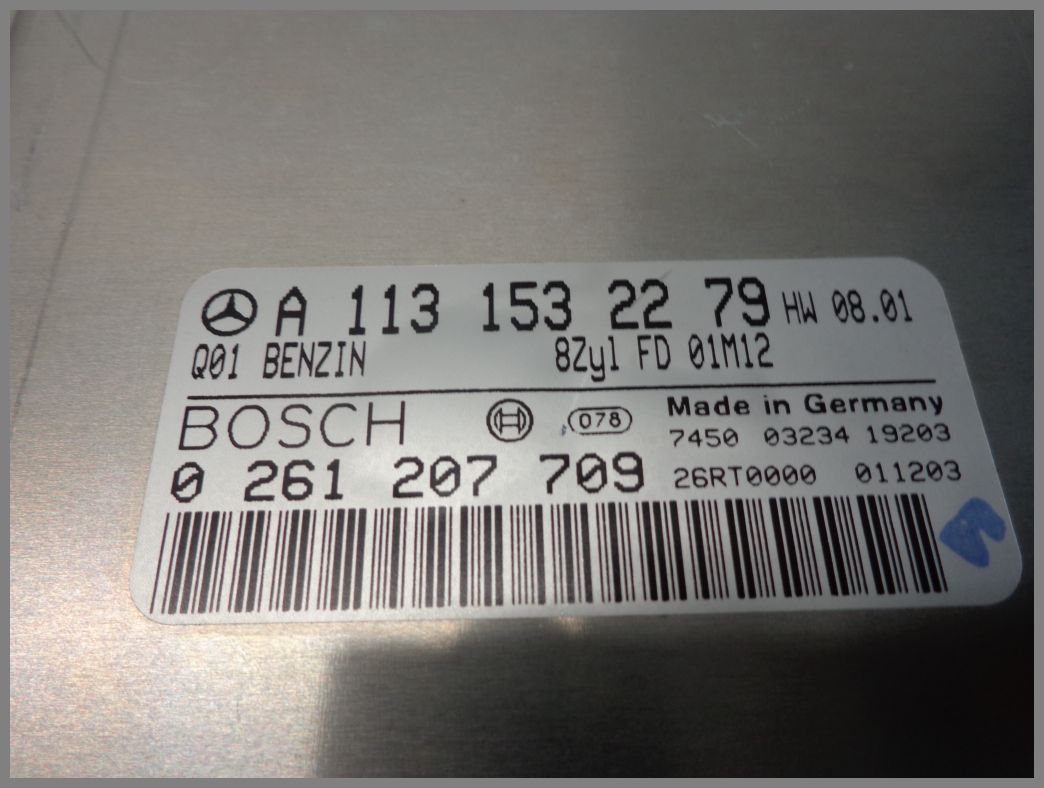 A 113 153 22 79 HW 08.01
Q01 BENZIN 8Zyl FD 01M12
BOSCH 078 Made in Germany
7450 03234 19203
0 261 207 709 26RT0000 011203